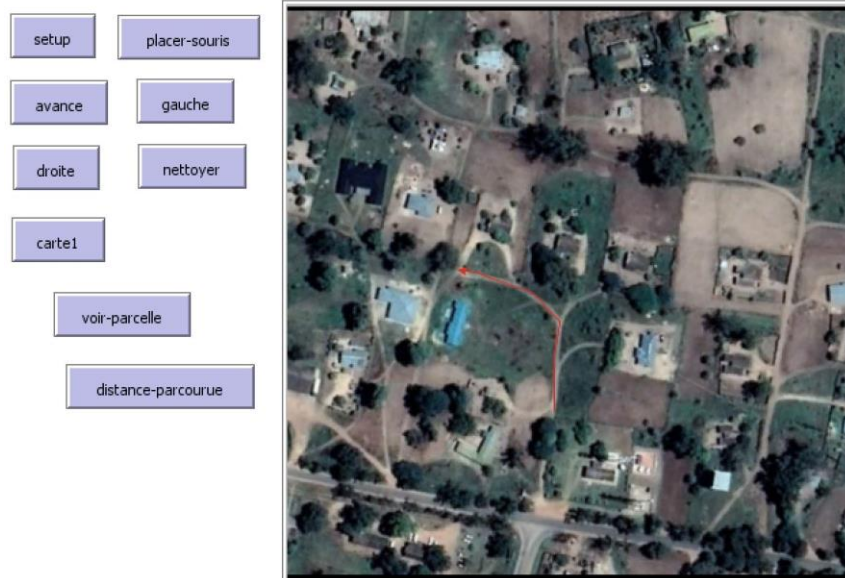 setup
placer-souris
avance
gauche
droite
nettoyer
carte1
voir-parcelle
distance-parcourue